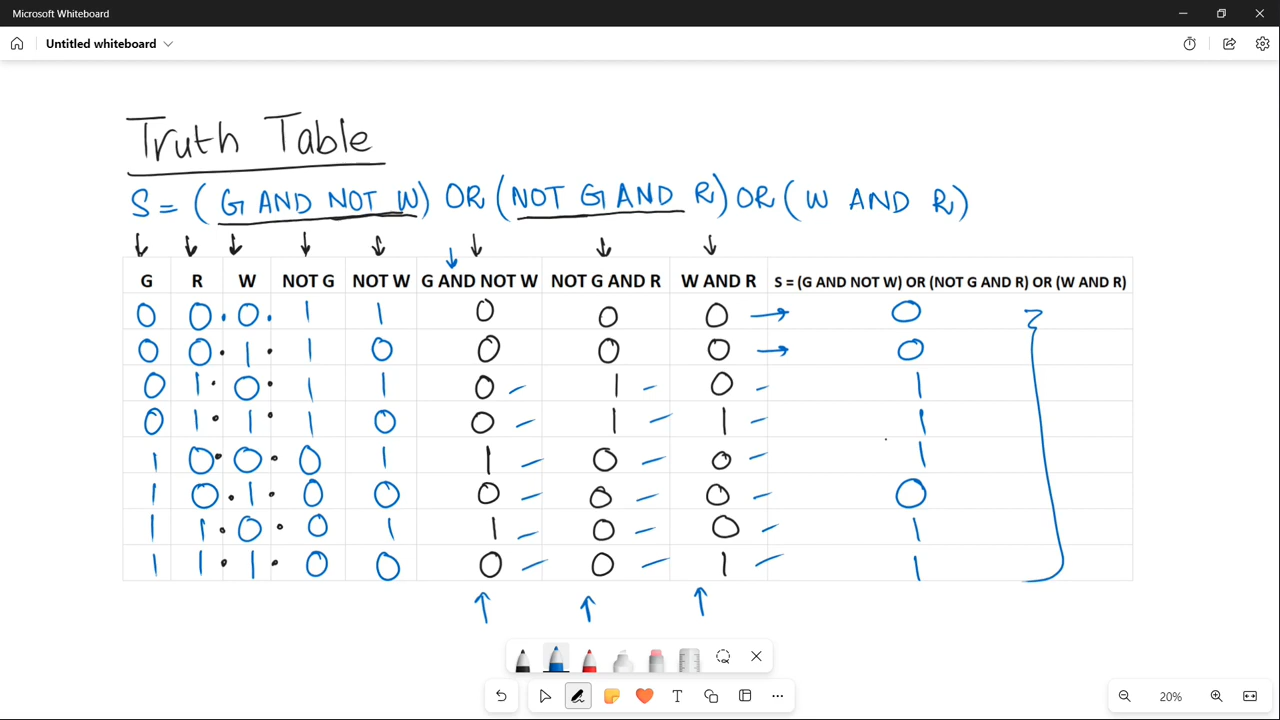 Microsoft Whiteboard
Untitled whiteboard
Truth Table
S = ( G AND NOT W) OR (NOT G AND R) OR ( W AND R)
G R W NOT G NOT W G AND NOT W NOT G AND R W AND R S = (G AND NOT W) OR (NOT G AND R) OR (W AND R)
0 0 0 1 1 0 0 0 0
0 0 1 1 0 0 0 0 0
0 1 0 1 1 0 1 0 1
0 1 1 1 0 0 1 1 1
1 0 0 0 1 1 0 0 1
1 0 1 0 0 0 0 0 0
1 1 0 0 1 1 0 0 1
1 1 1 0 0 0 0 1 1
20%